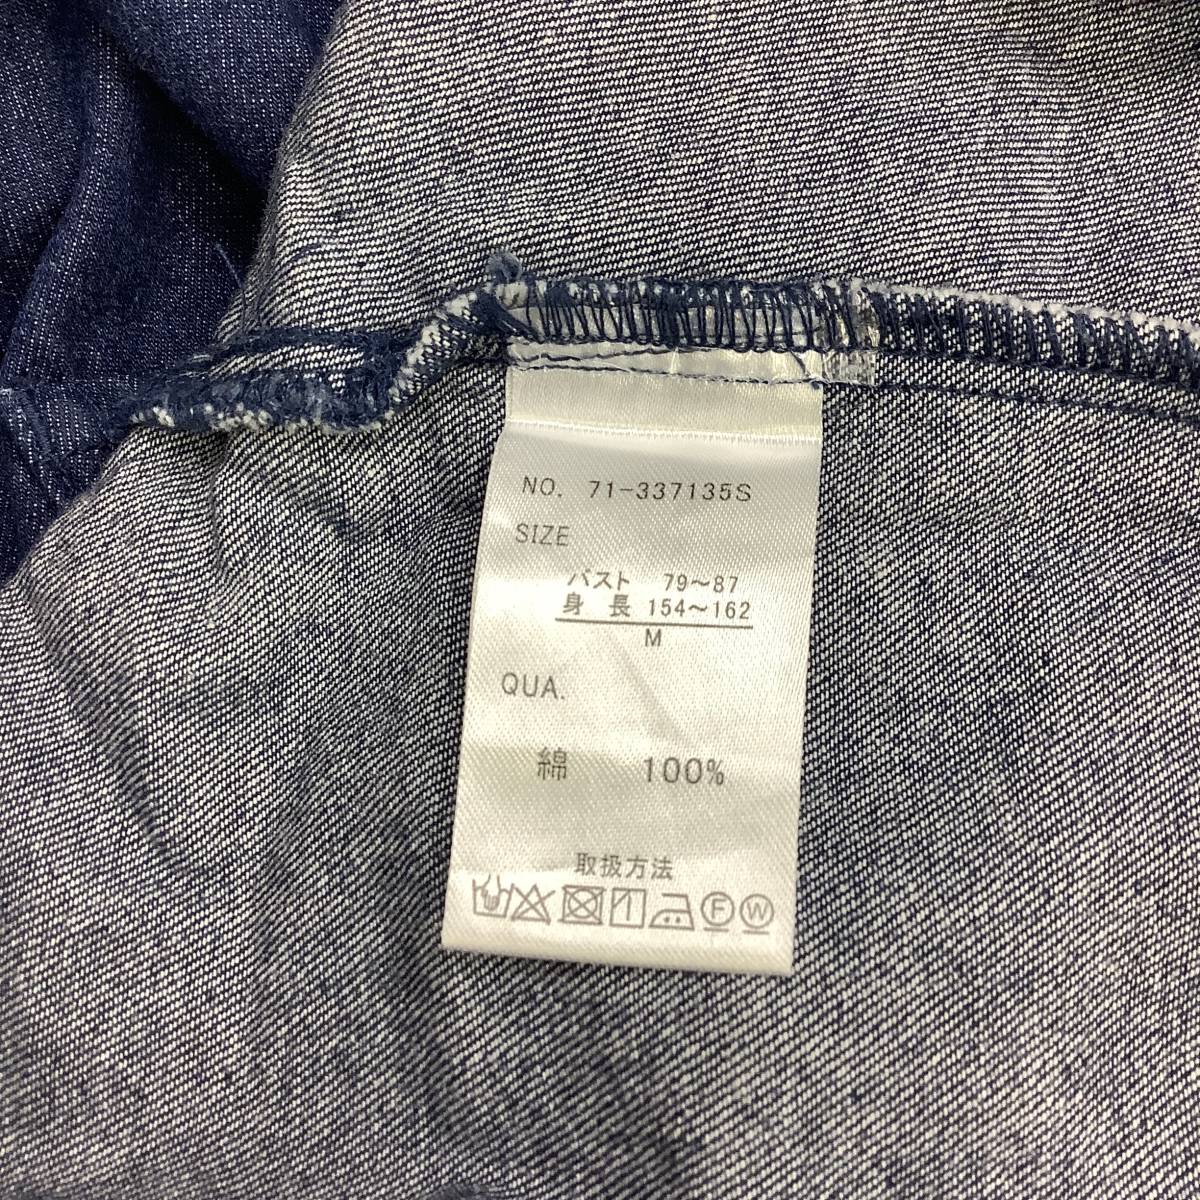 NO. 71-337135S
SIZE
バスト 79～87
身長 154～162
M
QUA.
綿 100%
取扱方法
F W